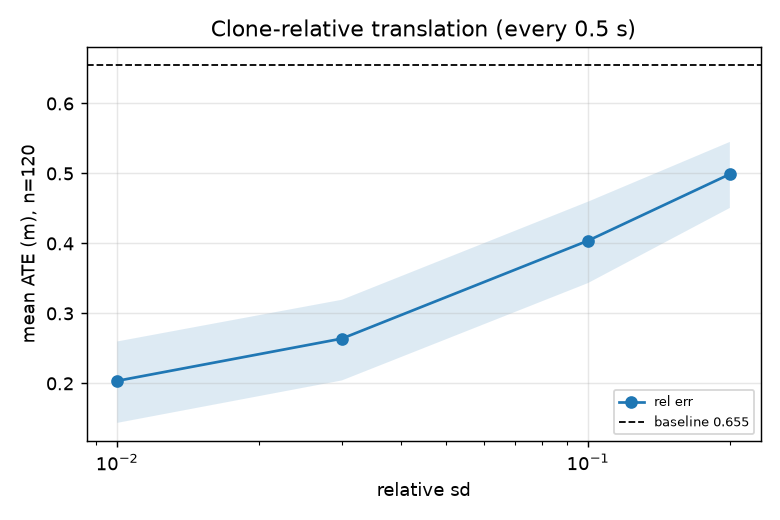 Clone-relative translation (every 0.5 s)
mean ATE (m), n=120
0.6
0.5
0.4
0.3
0.2
10⁻²
10⁻¹
relative sd
rel err
baseline 0.655